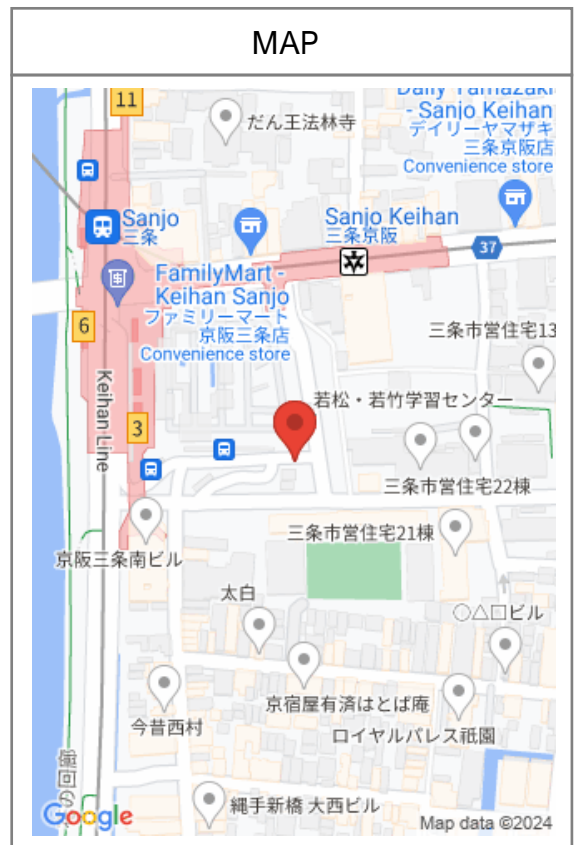 MAP
11
だん王法林寺
Daily Yamazaki
- Sanjo Keihan
デイリーヤマザキ
三条京阪店
Convenience store
Sanjo
三条
Sanjo Keihan
三条京阪
37
FamilyMart -
Keihan Sanjo
ファミリーマート
京阪三条店
Convenience store
6
三条市営住宅13
Keihan Line
3
若松・若竹学習センター
三条市営住宅22棟
三条市営住宅21棟
京阪三条南ビル
太白
○△□ビル
京宿屋有済はとば庵
今昔西村
ロイヤルパレス祇園
縄手新橋 大西ビル
Google
Map data ©2024